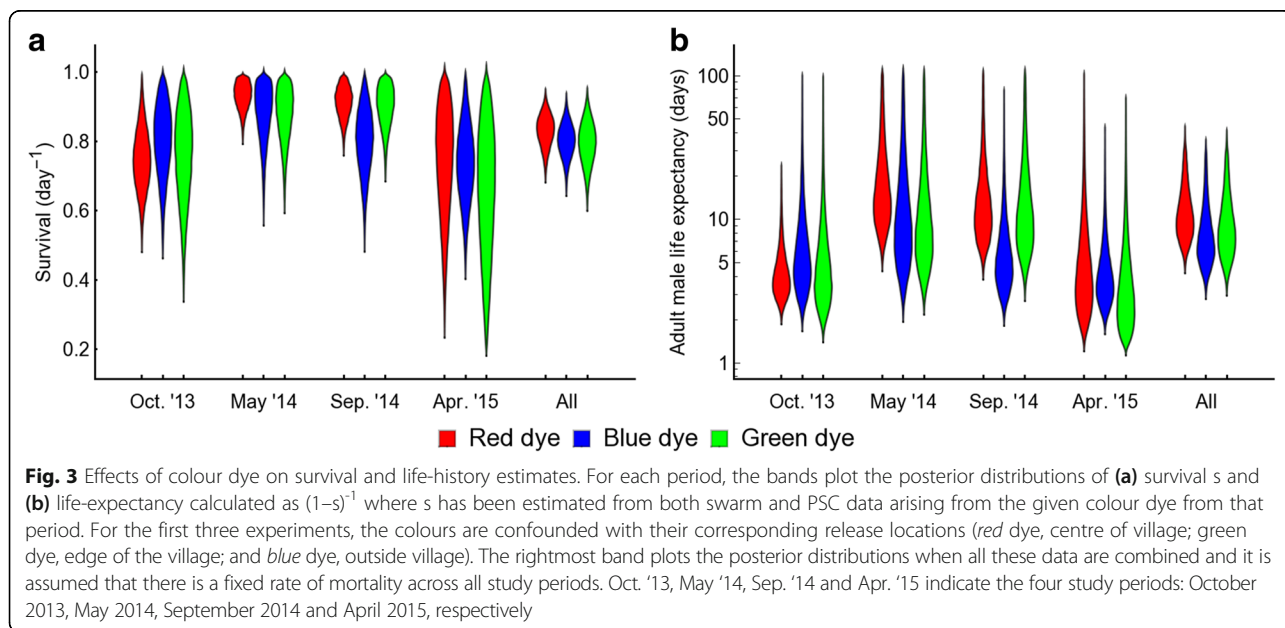 a
b
Survival (day⁻¹)
1.0
0.8
0.6
0.4
0.2
Oct. '13 May '14 Sep. '14 Apr. '15 All
Adult male life expectancy (days)
100
50
10
5
1
Oct. '13 May '14 Sep. '14 Apr. '15 All
Red dye Blue dye Green dye
Fig. 3 Effects of colour dye on survival and life-history estimates. For each period, the bands plot the posterior distributions of (a) survival s and
(b) life-expectancy calculated as (1–s)⁻¹ where s has been estimated from both swarm and PSC data arising from the given colour dye from that
period. For the first three experiments, the colours are confounded with their corresponding release locations (red dye, centre of village; green
dye, edge of the village; and blue dye, outside village). The rightmost band plots the posterior distributions when all these data are combined and it is
assumed that there is a fixed rate of mortality across all study periods. Oct. ‘13, May ‘14, Sep. ‘14 and Apr. ‘15 indicate the four study periods: October
2013, May 2014, September 2014 and April 2015, respectively